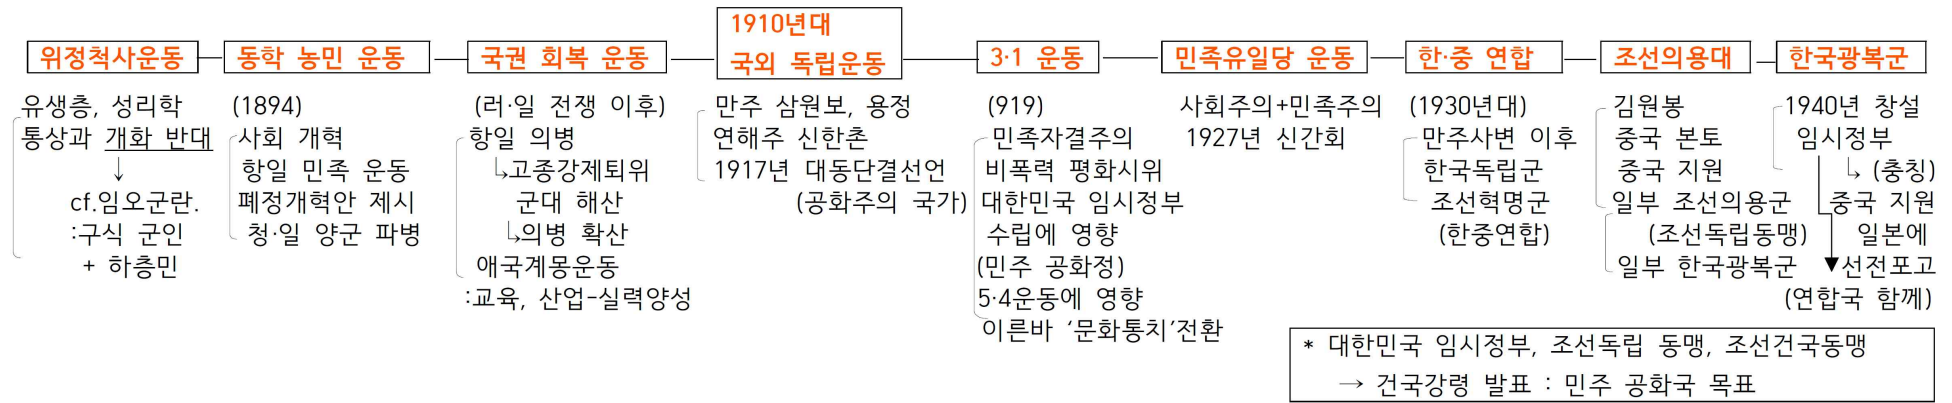 위정척사운동
유생층, 성리학
통상과 개화 반대
↓
cf.임오군란.
:구식 군인
+ 하층민
동학 농민 운동
(1894)
사회 개혁
항일 민족 운동
폐정개혁안 제시
청·일 양군 파병
국권 회복 운동
(러·일 전쟁 이후)
항일 의병
↳고종강제퇴위
군대 해산
↳의병 확산
애국계몽운동
:교육, 산업-실력양성
1910년대
국외 독립운동
만주 삼원보, 용정
연해주 신한촌
1917년 대동단결선언
(공화주의 국가)
3·1 운동
(919)
민족자결주의
비폭력 평화시위
대한민국 임시정부
수립에 영향
(민주 공화정)
5·4운동에 영향
이른바 ‘문화통치’전환
민족유일당 운동
사회주의+민족주의
1927년 신간회
한·중 연합
(1930년대)
만주사변 이후
한국독립군
조선혁명군
(한중연합)
조선의용대
김원봉
중국 본토
중국 지원
일부 조선의용군
(조선독립동맹)
일부 한국광복군
한국광복군
1940년 창설
임시정부
↳ (충칭)
중국 지원
일본에
선전포고
(연합국 함께)
* 대한민국 임시정부, 조선독립 동맹, 조선건국동맹
→ 건국강령 발표 : 민주 공화국 목표